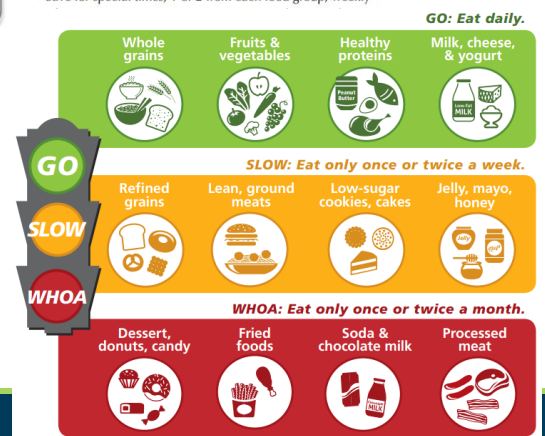 GO: Eat daily.
Whole grains
Fruits & vegetables
Healthy proteins
Milk, cheese, & yogurt
Peanut Butter
Low-Fat MILK
GO
SLOW: Eat only once or twice a week.
Refined grains
Lean, ground meats
Low-sugar cookies, cakes
Jelly, mayo, honey
Jelly
SLOW
WHOA
WHOA: Eat only once or twice a month.
Dessert, donuts, candy
Fried foods
Soda & chocolate milk
Processed meat
MILK